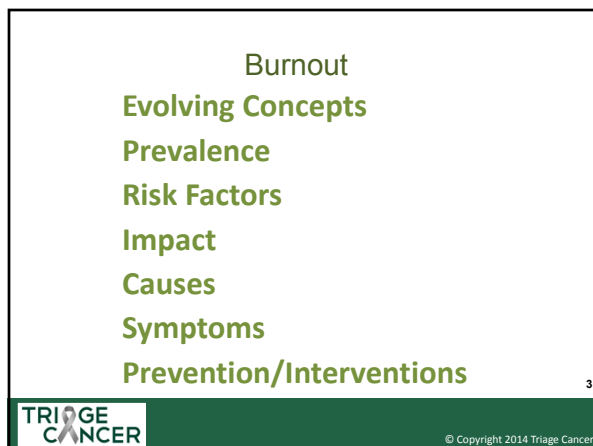 Burnout
Evolving Concepts
Prevalence
Risk Factors
Impact
Causes
Symptoms
Prevention/Interventions
3
TRIAGE
CANCER
© Copyright 2014 Triage Cancer